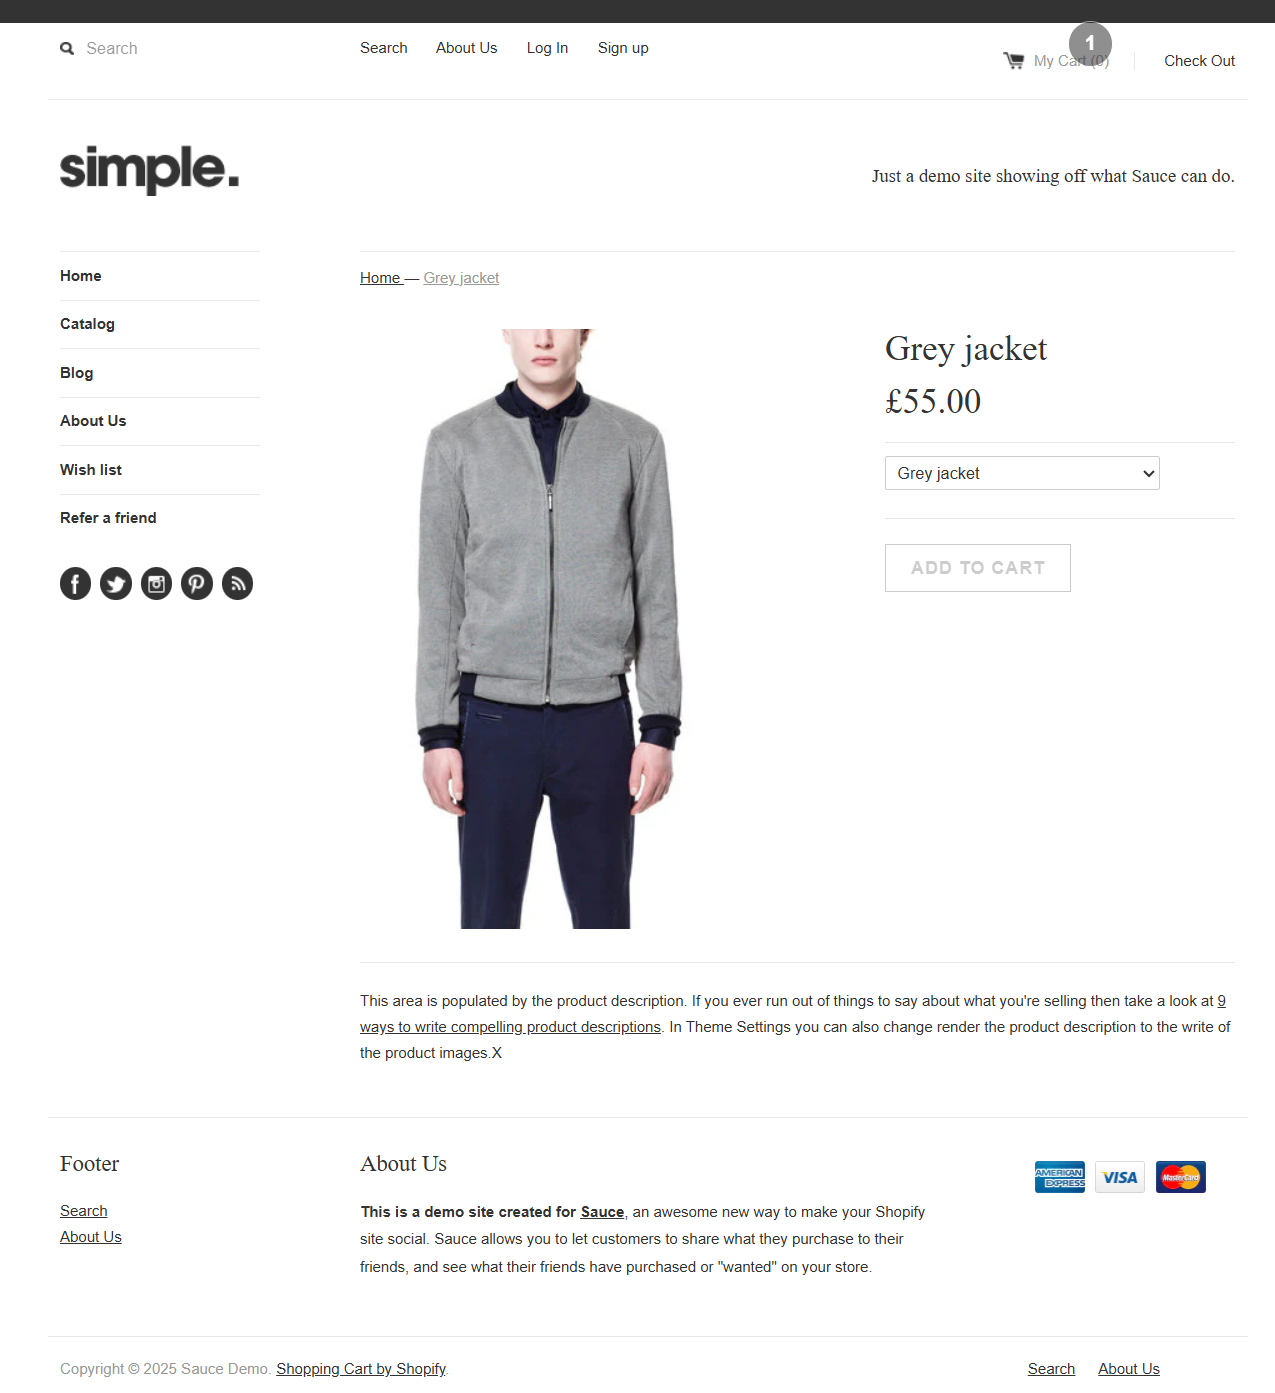 Search
Search About Us Log In Sign up
1
My Cart (0) Check Out
simple.
Just a demo site showing off what Sauce can do.
Home
Catalog
Blog
About Us
Wish list
Refer a friend
Home — Grey jacket
Grey jacket
£55.00
Grey jacket
ADD TO CART
This area is populated by the product description. If you ever run out of things to say about what you're selling then take a look at 9
ways to write compelling product descriptions. In Theme Settings you can also change render the product description to the write of
the product images.X
Footer
Search
About Us
About Us
This is a demo site created for Sauce, an awesome new way to make your Shopify
site social. Sauce allows you to let customers to share what they purchase to their
friends, and see what their friends have purchased or "wanted" on your store.
AMERICAN
EXPRESS
VISA
MasterCard
Copyright © 2025 Sauce Demo. Shopping Cart by Shopify.
Search About Us